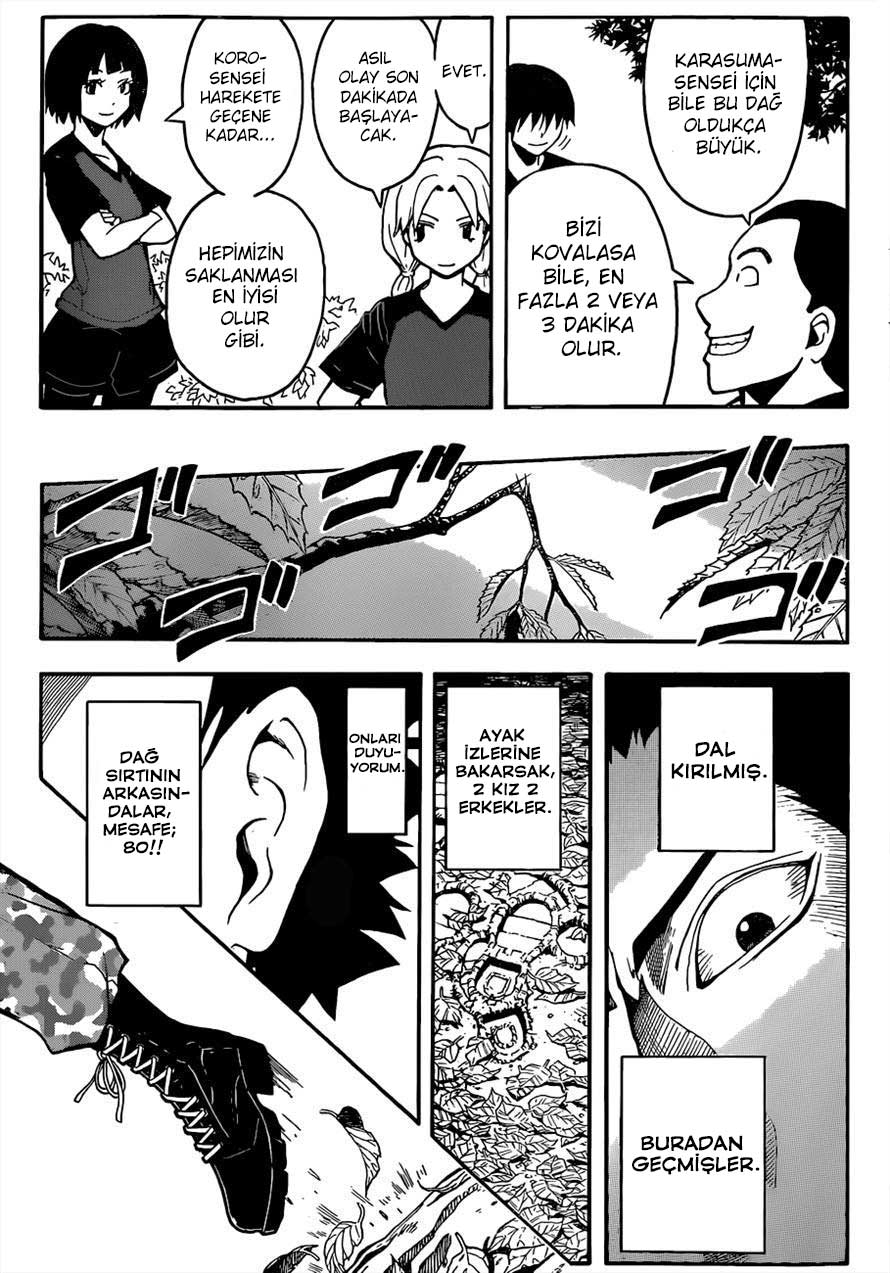 KARASUMA-
SENSEİ İÇİN
BİLE BU DAĞ
OLDUKÇA
BÜYÜK.
BİZİ
KOVALASA
BİLE, EN
FAZLA 2 VEYA
3 DAKİKA
OLUR.
EVET.
ASIL
OLAY SON
DAKİKADA
BAŞLAYA-
CAK.
KORO-
SENSEİ
HAREKETE
GEÇENE
KADAR...
HEPİMİZİN
SAKLANMASI
EN İYİSİ
OLUR
GİBİ.
ゴ
ゴ
ゴ
ゴ
ゴ
DAL
KIRILMIŞ.
BURADAN
GEÇMİŞLER.
AYAK
İZLERİNE
BAKARSAK,
2 KIZ 2
ERKEKLER.
ONLARI
DUYU-
YORUM.
DAĞ
SIRTININ
ARKASIN-
DALAR,
MESAFE;
80!!